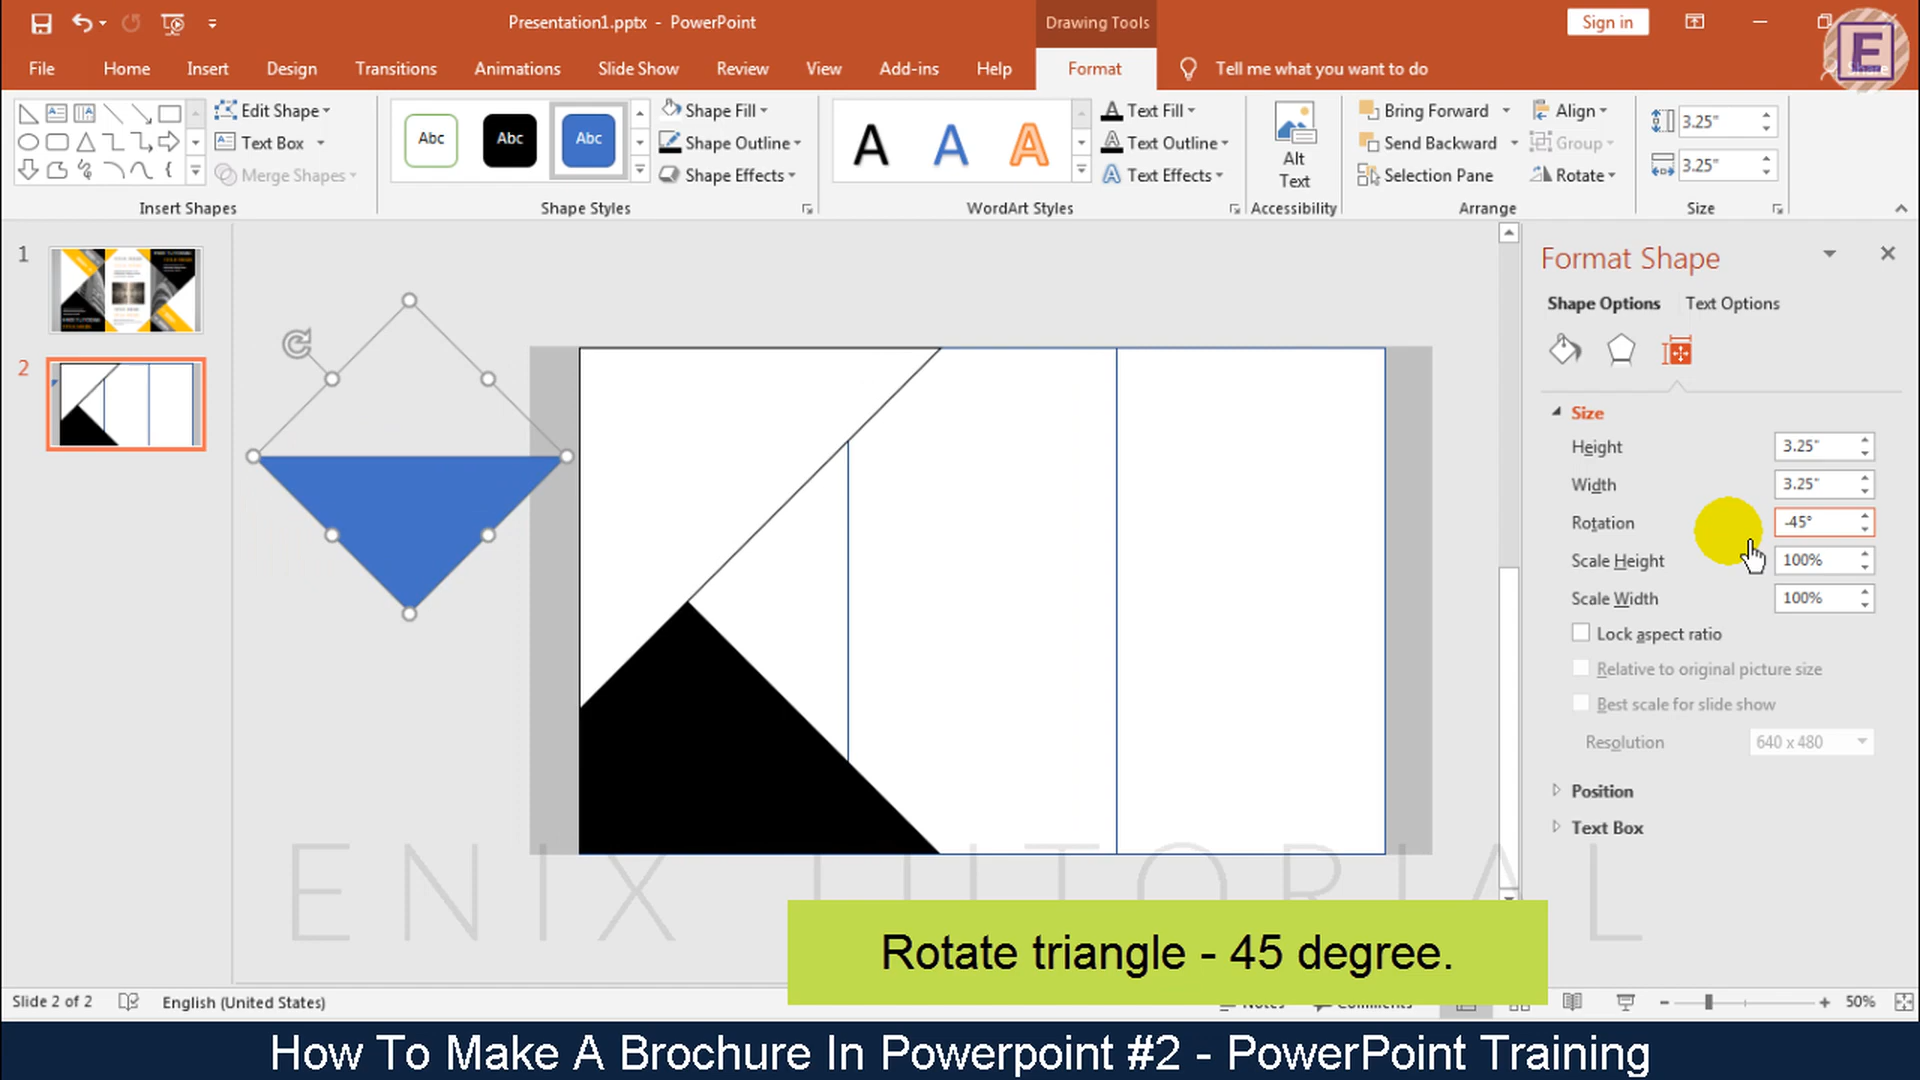 Presentation1.pptx - PowerPoint
Drawing Tools
Sign in
File Home Insert Design Transitions Animations Slide Show Review View Add-ins Help Format Tell me what you want to do
E
Edit Shape
Text Box
Merge Shapes
Insert Shapes
Abc Abc Abc
Shape Fill
Shape Outline
Shape Effects
Shape Styles
A A A
Text Fill
Text Outline
Text Effects
WordArt Styles
Alt
Text
Accessibility
Bring Forward
Send Backward
Selection Pane
Align
Group
Rotate
Arrange
3.25"
3.25"
Size
1
2
Format Shape
Shape Options Text Options
Size
Height 3.25"
Width 3.25"
Rotation -45°
Scale Height 100%
Scale Width 100%
Lock aspect ratio
Relative to original picture size
Best scale for slide show
Resolution 640 x 480
Position
Text Box
ENIX TUTORIAL
Rotate triangle - 45 degree.
Slide 2 of 2 English (United States) Notes Comments 50%
How To Make A Brochure In Powerpoint #2 - PowerPoint Training